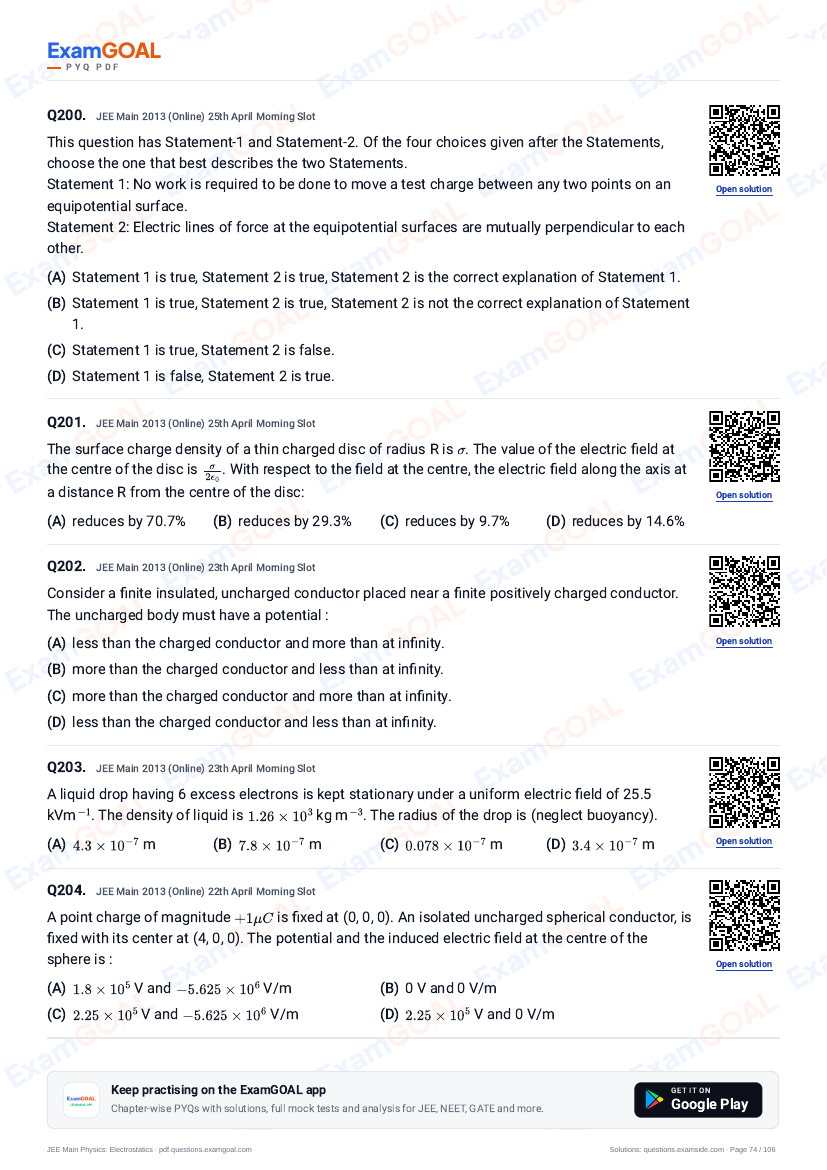 ExamGOAL
PYQ PDF
Q200. JEE Main 2013 (Online) 25th April Morning Slot
This question has Statement-1 and Statement-2. Of the four choices given after the Statements,
choose the one that best describes the two Statements.
Statement 1: No work is required to be done to move a test charge between any two points on an
equipotential surface.
Statement 2: Electric lines of force at the equipotential surfaces are mutually perpendicular to each
other.
(A) Statement 1 is true, Statement 2 is true, Statement 2 is the correct explanation of Statement 1.
(B) Statement 1 is true, Statement 2 is true, Statement 2 is not the correct explanation of Statement
1.
(C) Statement 1 is true, Statement 2 is false.
(D) Statement 1 is false, Statement 2 is true.
Open solution
Q201. JEE Main 2013 (Online) 25th April Morning Slot
The surface charge density of a thin charged disc of radius R is σ. The value of the electric field at
the centre of the disc is σ/2ϵ₀. With respect to the field at the centre, the electric field along the axis at
a distance R from the centre of the disc:
(A) reduces by 70.7% (B) reduces by 29.3% (C) reduces by 9.7% (D) reduces by 14.6%
Open solution
Q202. JEE Main 2013 (Online) 23th April Morning Slot
Consider a finite insulated, uncharged conductor placed near a finite positively charged conductor.
The uncharged body must have a potential :
(A) less than the charged conductor and more than at infinity.
(B) more than the charged conductor and less than at infinity.
(C) more than the charged conductor and more than at infinity.
(D) less than the charged conductor and less than at infinity.
Open solution
Q203. JEE Main 2013 (Online) 23th April Morning Slot
A liquid drop having 6 excess electrons is kept stationary under a uniform electric field of 25.5
kVm⁻¹. The density of liquid is 1.26 × 10³ kg m⁻³. The radius of the drop is (neglect buoyancy).
(A) 4.3 × 10⁻⁷ m (B) 7.8 × 10⁻⁷ m (C) 0.078 × 10⁻⁷ m (D) 3.4 × 10⁻⁷ m
Open solution
Q204. JEE Main 2013 (Online) 22th April Morning Slot
A point charge of magnitude +1μC is fixed at (0, 0, 0). An isolated uncharged spherical conductor, is
fixed with its center at (4, 0, 0). The potential and the induced electric field at the centre of the
sphere is :
(A) 1.8 × 10⁵ V and −5.625 × 10⁶ V/m (B) 0 V and 0 V/m
(C) 2.25 × 10⁵ V and −5.625 × 10⁶ V/m (D) 2.25 × 10⁵ V and 0 V/m
Open solution
ExamGOAL
Keep practising on the ExamGOAL app
Chapter-wise PYQs with solutions, full mock tests and analysis for JEE, NEET, GATE and more.
GET IT ON
Google Play
JEE Main Physics: Electrostatics · pdf.questions.examgoal.com
Solutions: questions.examside.com · Page 74 / 106